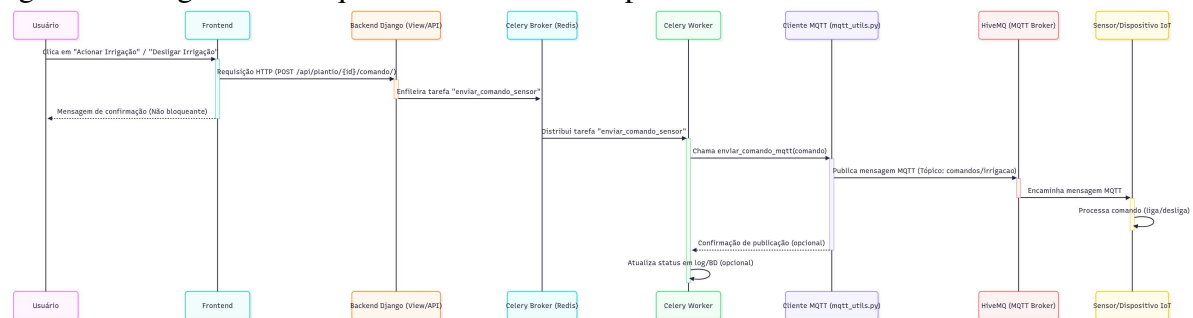 Usuário
Frontend
Backend Django (View/API)
Celery Broker (Redis)
Celery Worker
Cliente MQTT (mqtt_utils.py)
HiveMQ (MQTT Broker)
Sensor/Dispositivo IoT
Clica em "Acionar Irrigação" / "Desligar Irrigação"
Requisição HTTP (POST /api/plantio/{id}/comando/)
Enfileira tarefa "enviar_comando_sensor"
Mensagem de confirmação (Não bloqueante)
Distribui tarefa "enviar_comando_sensor"
Chama enviar_comando_mqtt(comando)
Publica mensagem MQTT (Tópico: comandos/irrigacao)
Encaminha mensagem MQTT
Processa comando (liga/desliga)
Confirmação de publicação (opcional)
Atualiza status em log/BD (opcional)
Usuário
Frontend
Backend Django (View/API)
Celery Broker (Redis)
Celery Worker
Cliente MQTT (mqtt_utils.py)
HiveMQ (MQTT Broker)
Sensor/Dispositivo IoT